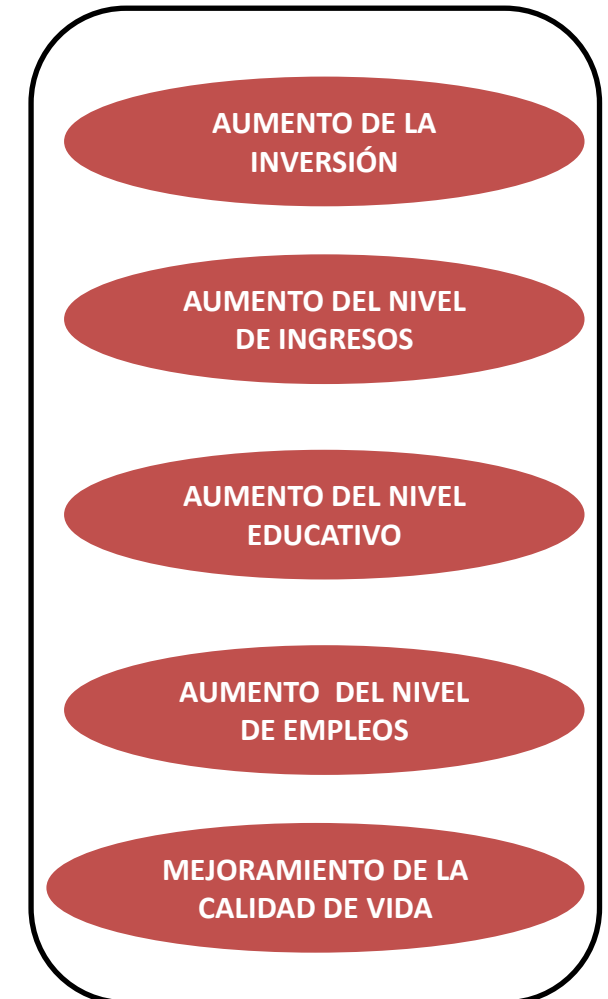 AUMENTO DE LA
INVERSIÓN
AUMENTO DEL NIVEL
DE INGRESOS
AUMENTO DEL NIVEL
EDUCATIVO
AUMENTO  DEL NIVEL
DE EMPLEOS
MEJORAMIENTO DE LA
CALIDAD DE VIDA